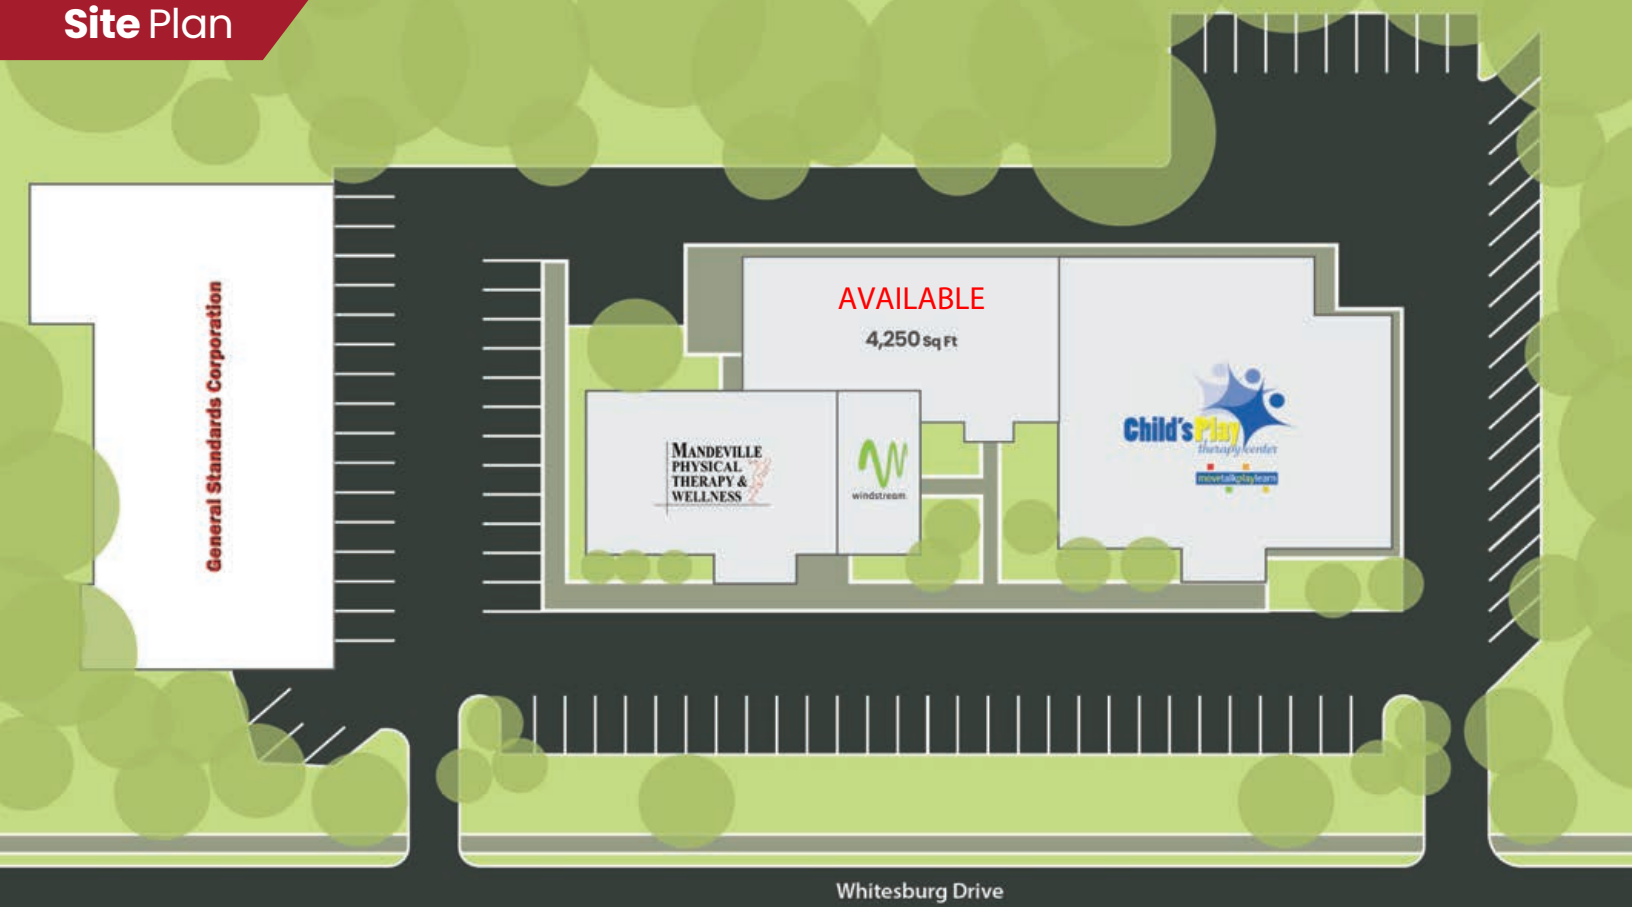 Site Plan
General Standards Corporation
AVAILABLE
4,250 Sq Ft
MANDEVILLE
PHYSICAL
THERAPY &
WELLNESS
windstream
Child's Play
therapy center
movetalkplaylearn
Whitesburg Drive